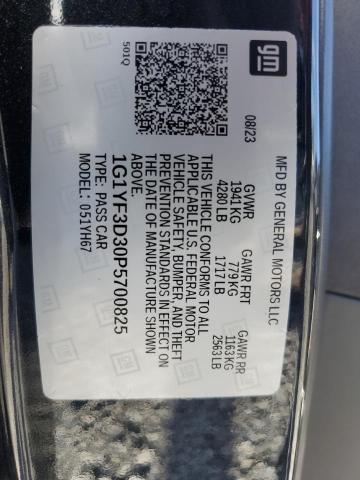 gm
MFD BY GENERAL MOTORS LLC
08/23
GVWR
1941 KG
4280 LB
GAWR FRT
779 KG
1717 LB
GAWR RR
1163 KG
2563 LB
501Q
THIS VEHICLE CONFORMS TO ALL
APPLICABLE U.S. FEDERAL MOTOR
VEHICLE SAFETY, BUMPER, AND THEFT
PREVENTION STANDARDS IN EFFECT ON
THE DATE OF MANUFACTURE SHOWN
ABOVE.
1G1YF3D30P5700825
TYPE: PASS CAR
MODEL: 051YH67